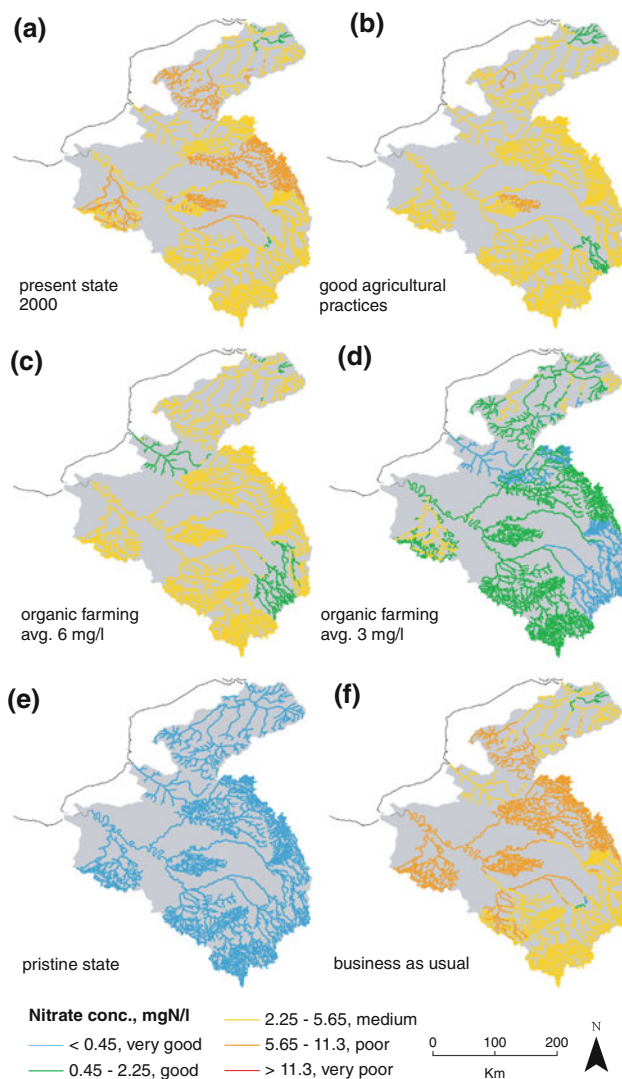 (a)
(b)
present state
2000
good agricultural
practices
(c)
(d)
organic farming
avg. 6 mg/l
organic farming
avg. 3 mg/l
(e)
(f)
pristine state
business as usual
Nitrate conc., mgN/l
< 0.45, very good
0.45 - 2.25, good
2.25 - 5.65, medium
5.65 - 11.3, poor
> 11.3, very poor
0 100 200
Km
N